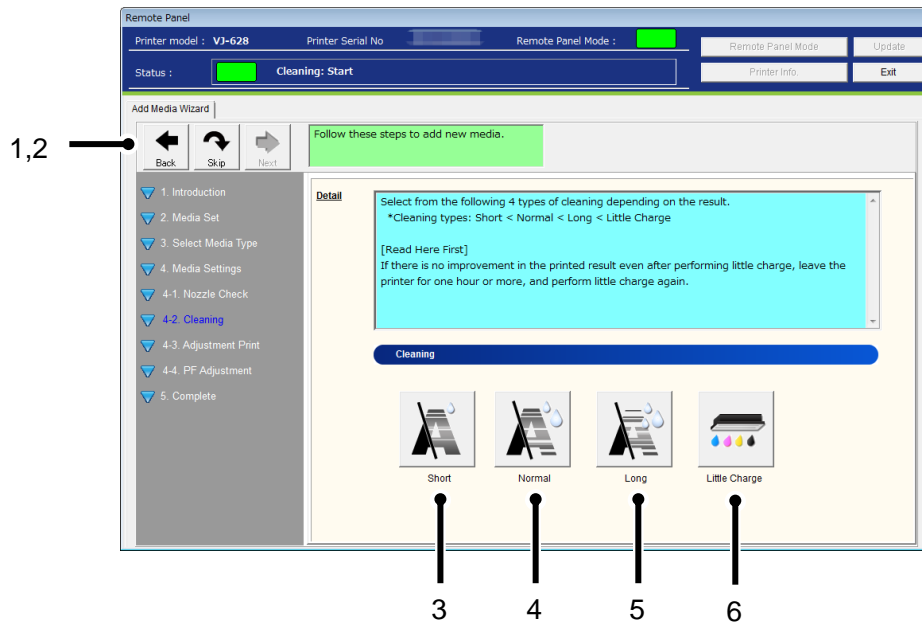 Remote Panel
Printer model : VJ-628 Printer Serial No Remote Panel Mode :
Remote Panel Mode Update
Status : Cleaning: Start
Printer Info. Exit
Add Media Wizard
1,2
Back Skip Next
Follow these steps to add new media.
1. Introduction
2. Media Set
3. Select Media Type
4. Media Settings
4-1. Nozzle Check
4-2. Cleaning
4-3. Adjustment Print
4-4. PF Adjustment
5. Complete
Detail
Select from the following 4 types of cleaning depending on the result.
*Cleaning types: Short < Normal < Long < Little Charge
[Read Here First]
If there is no improvement in the printed result even after performing little charge, leave the
printer for one hour or more, and perform little charge again.
Cleaning
Short Normal Long Little Charge
3 4 5 6